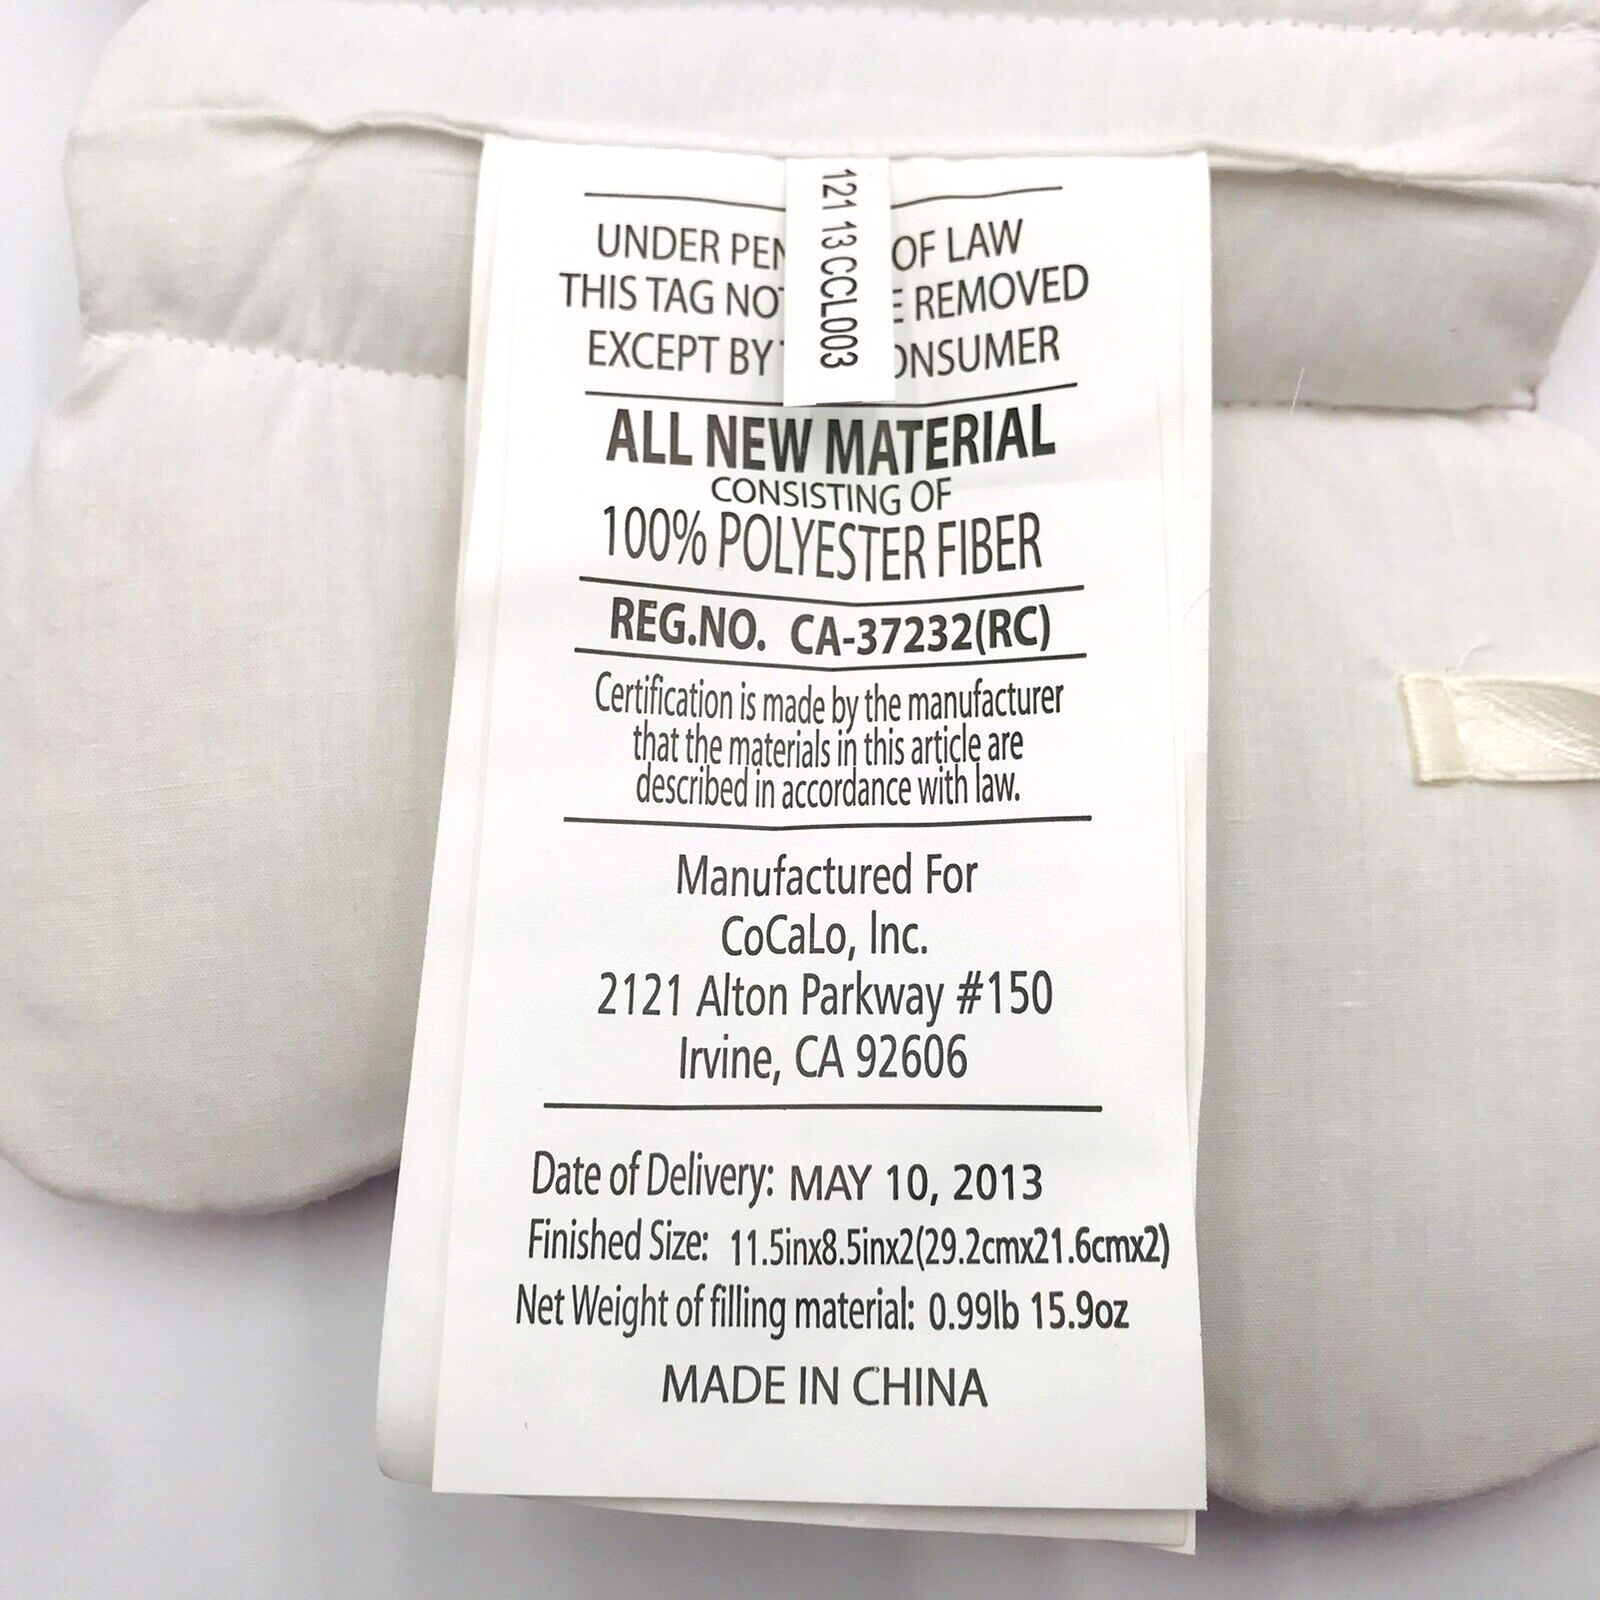 121 13 CCL003
UNDER PEN OF LAW
THIS TAG NOT E REMOVED
EXCEPT BY ONSUMER
ALL NEW MATERIAL
CONSISTING OF
100% POLYESTER FIBER
REG.NO. CA-37232(RC)
Certification is made by the manufacturer
that the materials in this article are
described in accordance with law.
Manufactured For
CoCaLo, Inc.
2121 Alton Parkway #150
Irvine, CA 92606
Date of Delivery: MAY 10, 2013
Finished Size: 11.5inx8.5inx2(29.2cmx21.6cmx2)
Net Weight of filling material: 0.99lb 15.9oz
MADE IN CHINA